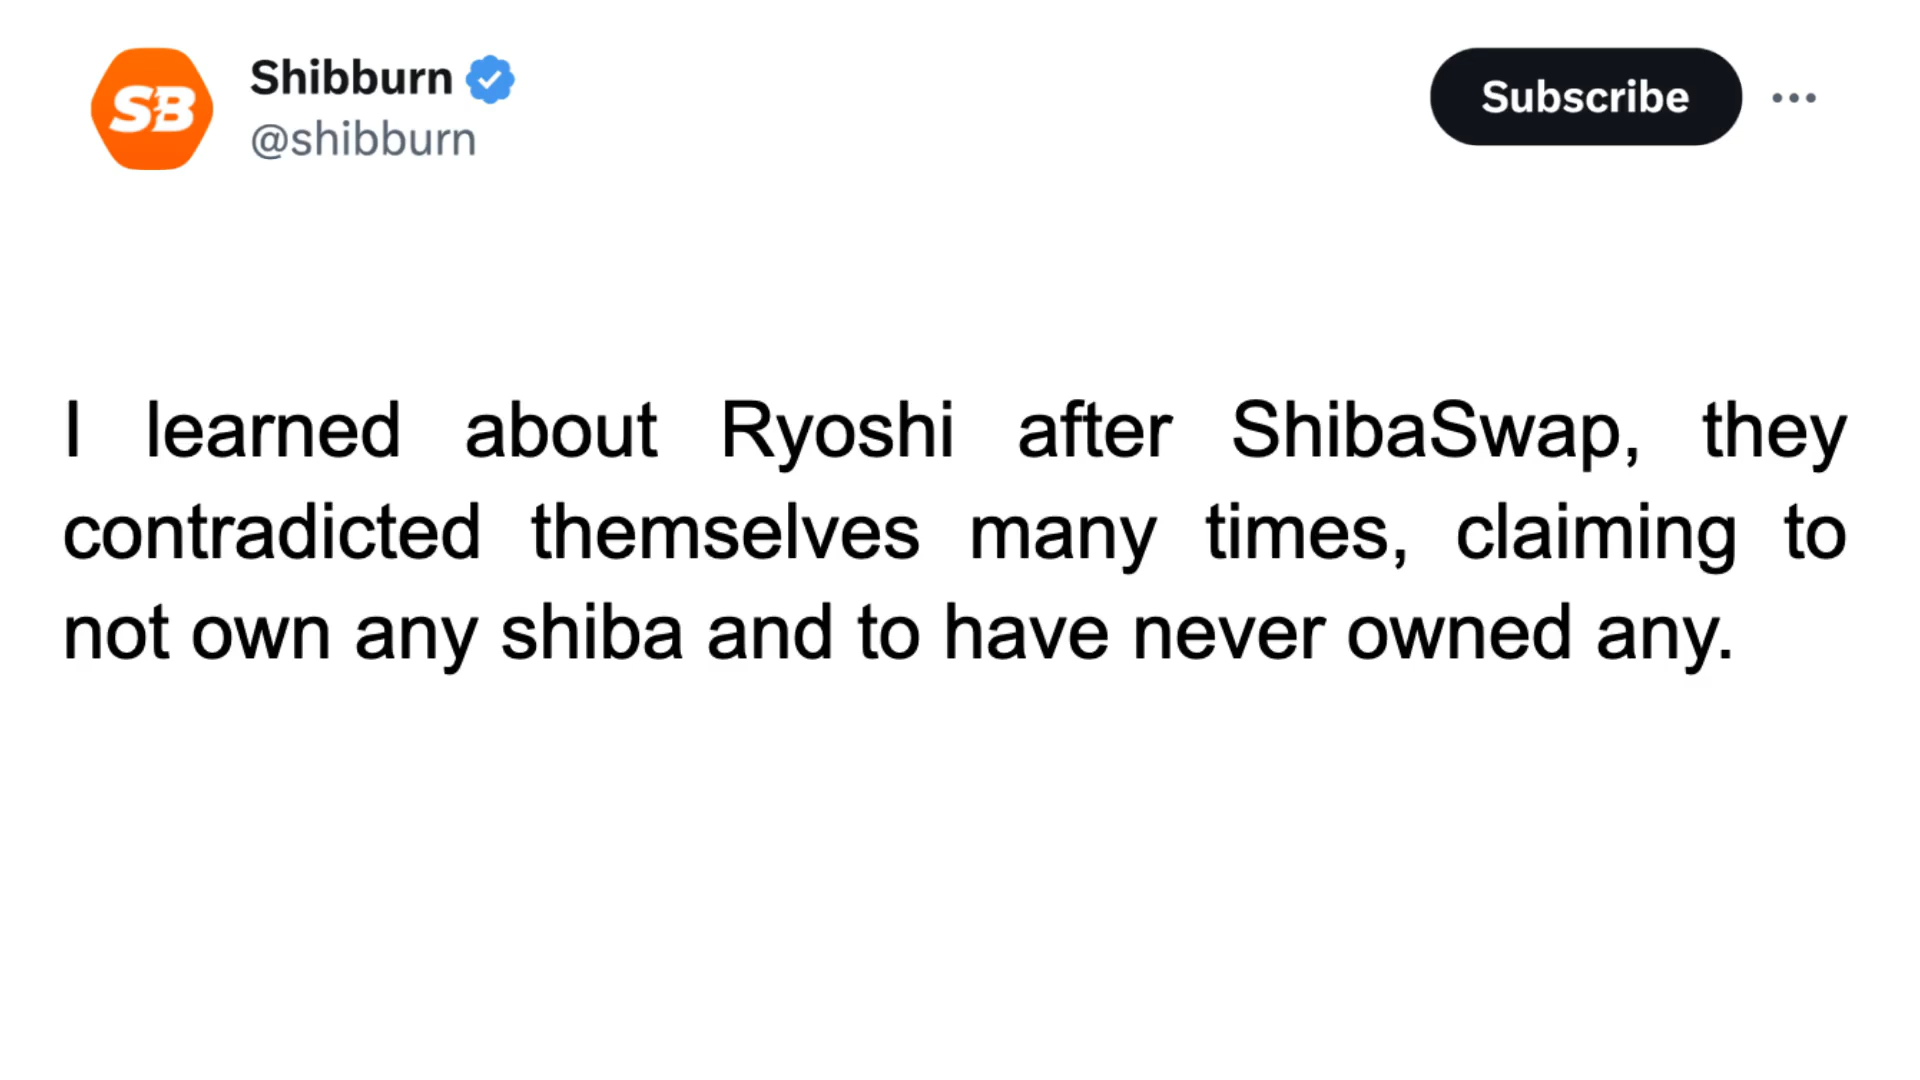 SB
Shibburn
@shibburn
Subscribe
I learned about Ryoshi after ShibaSwap, they
contradicted themselves many times, claiming to
not own any shiba and to have never owned any.